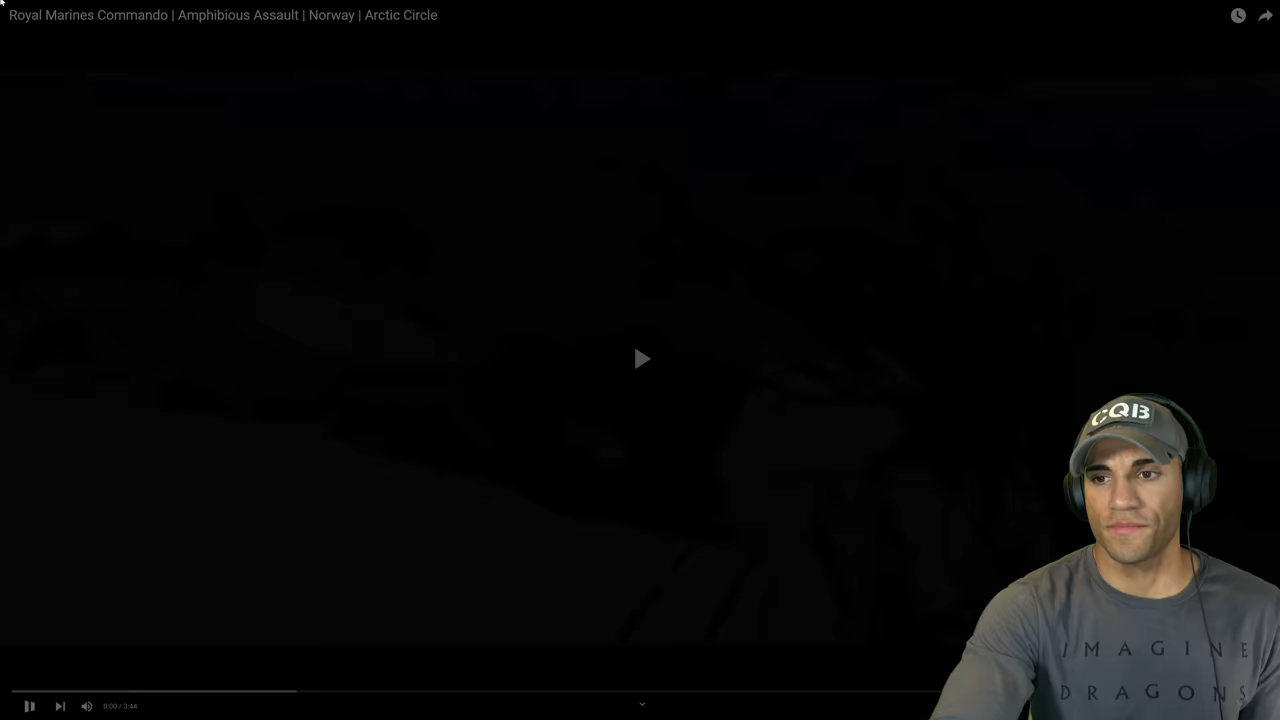 Royal Marines Commando | Amphibious Assault | Norway | Arctic Circle
CQB
IMAGINE
DRAGONS
0:00 / 3:44